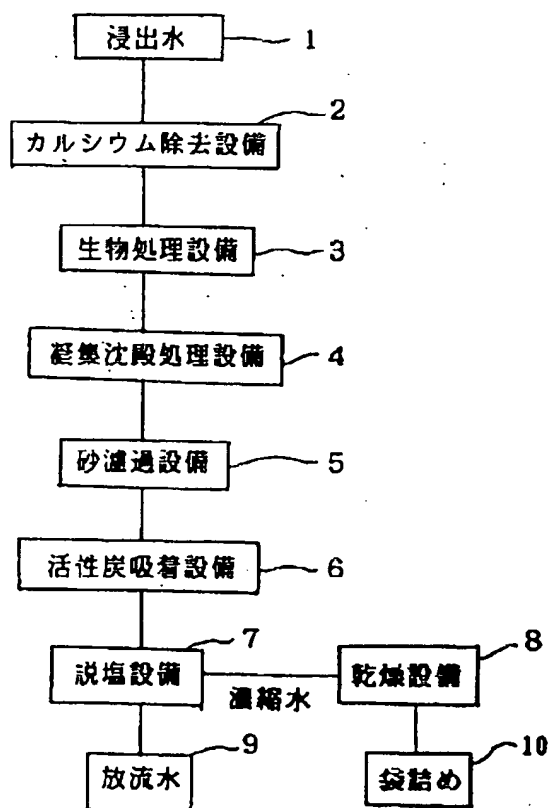 浸出水
1
2
カルシウム除去設備
生物処理設備
3
凝集沈殿処理設備
4
砂濾過設備
5
活性炭吸着設備
6
7
脱塩設備
濃縮水
8
乾燥設備
9
放流水
10
袋詰め